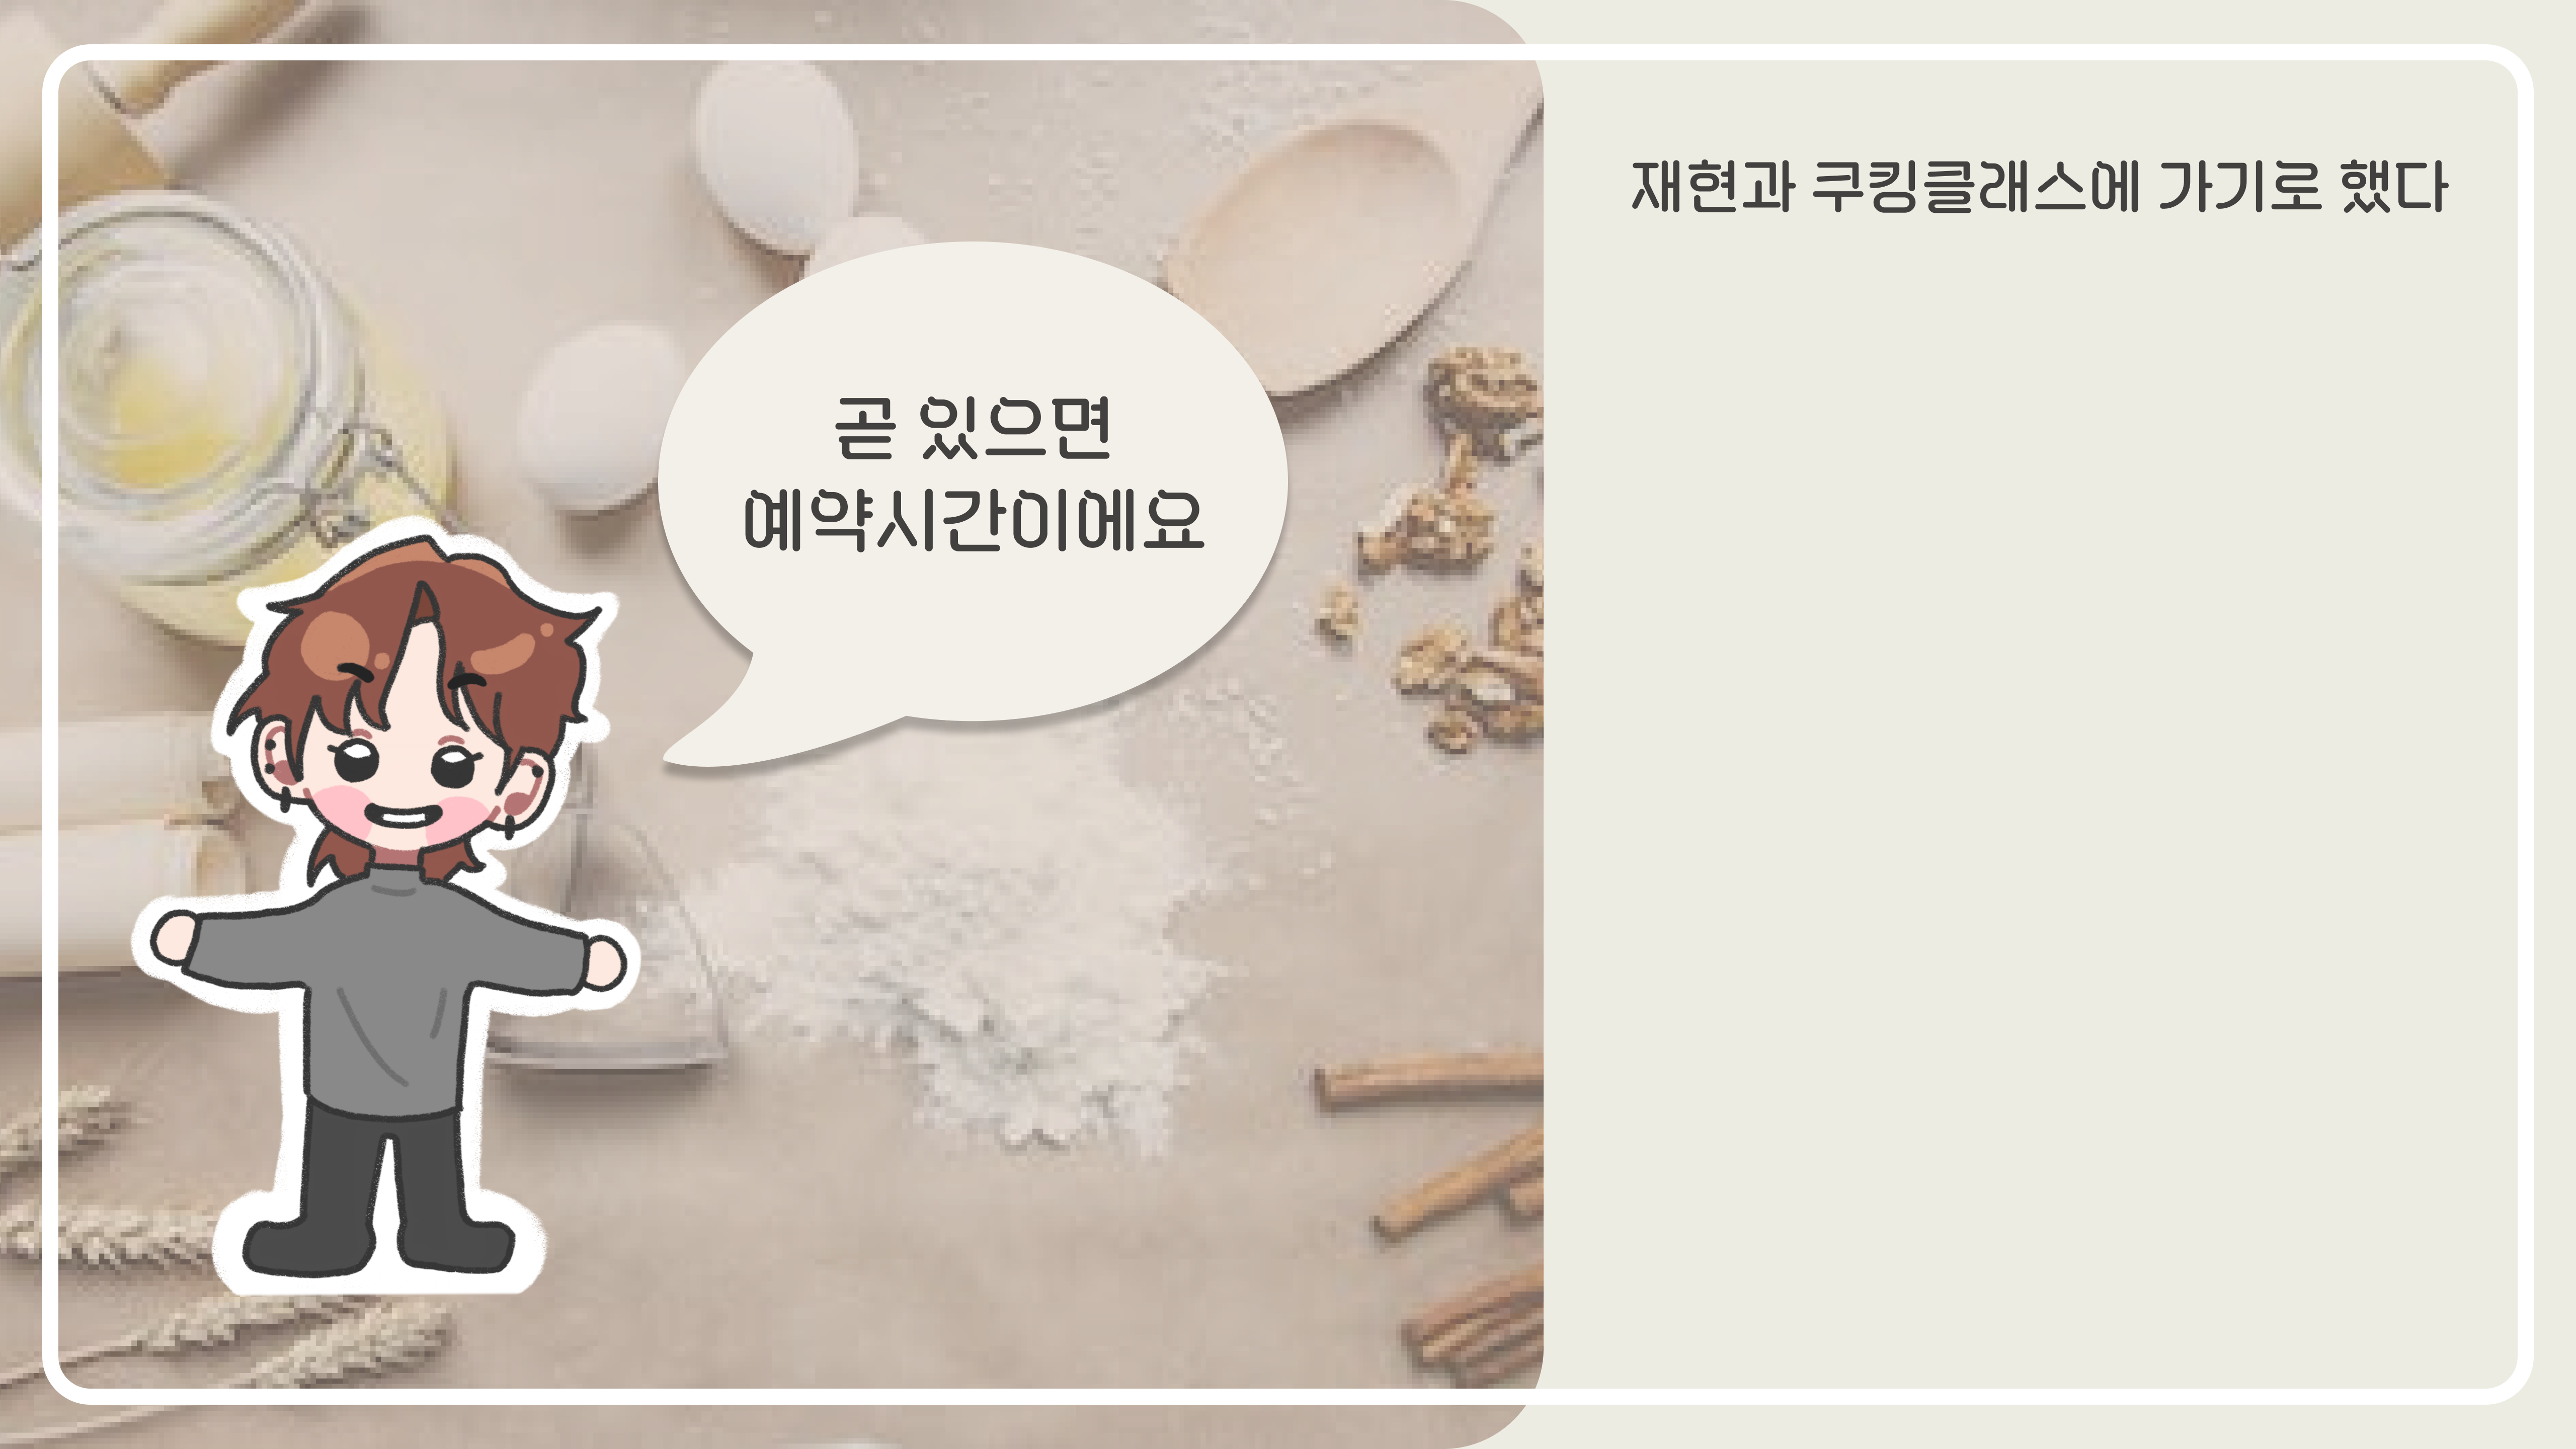 재현과 쿠킹클래스에 가기로 했다
곧 있으면
예약시간이에요